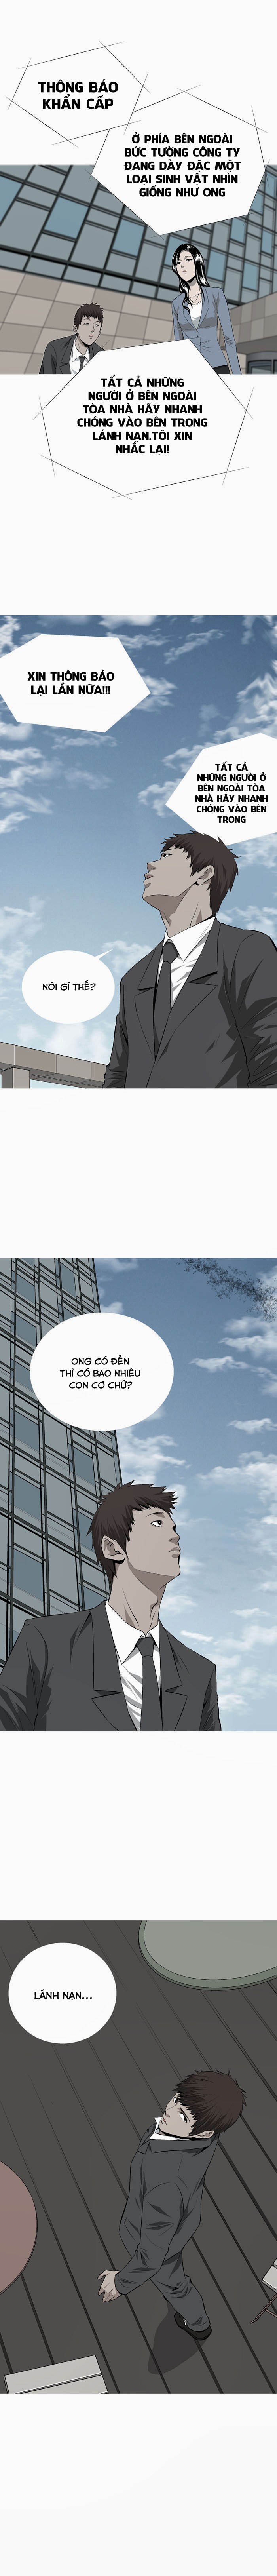 THÔNG BÁO
KHẨN CẤP
Ở PHÍA BÊN NGOÀI
BỨC TƯỜNG CÔNG TY
ĐANG DÀY ĐẶC MỘT
LOẠI SINH VẬT NHÌN
GIỐNG NHƯ ONG
TẤT CẢ NHỮNG
NGƯỜI Ở BÊN NGOÀI
TÒA NHÀ HÃY NHANH
CHÓNG VÀO BÊN TRONG
LÁNH NẠN.TÔI XIN
NHẮC LẠI!
XIN THÔNG BÁO
LẠI LẦN NỮA!!!
TẤT CẢ
NHỮNG NGƯỜI Ở
BÊN NGOÀI TÒA
NHÀ HÃY NHANH
CHÓNG VÀO BÊN
TRONG
NÓI GÌ THẾ?
ONG CÓ ĐẾN
THÌ CÓ BAO NHIÊU
CON CƠ CHỨ?
LÁNH NẠN...